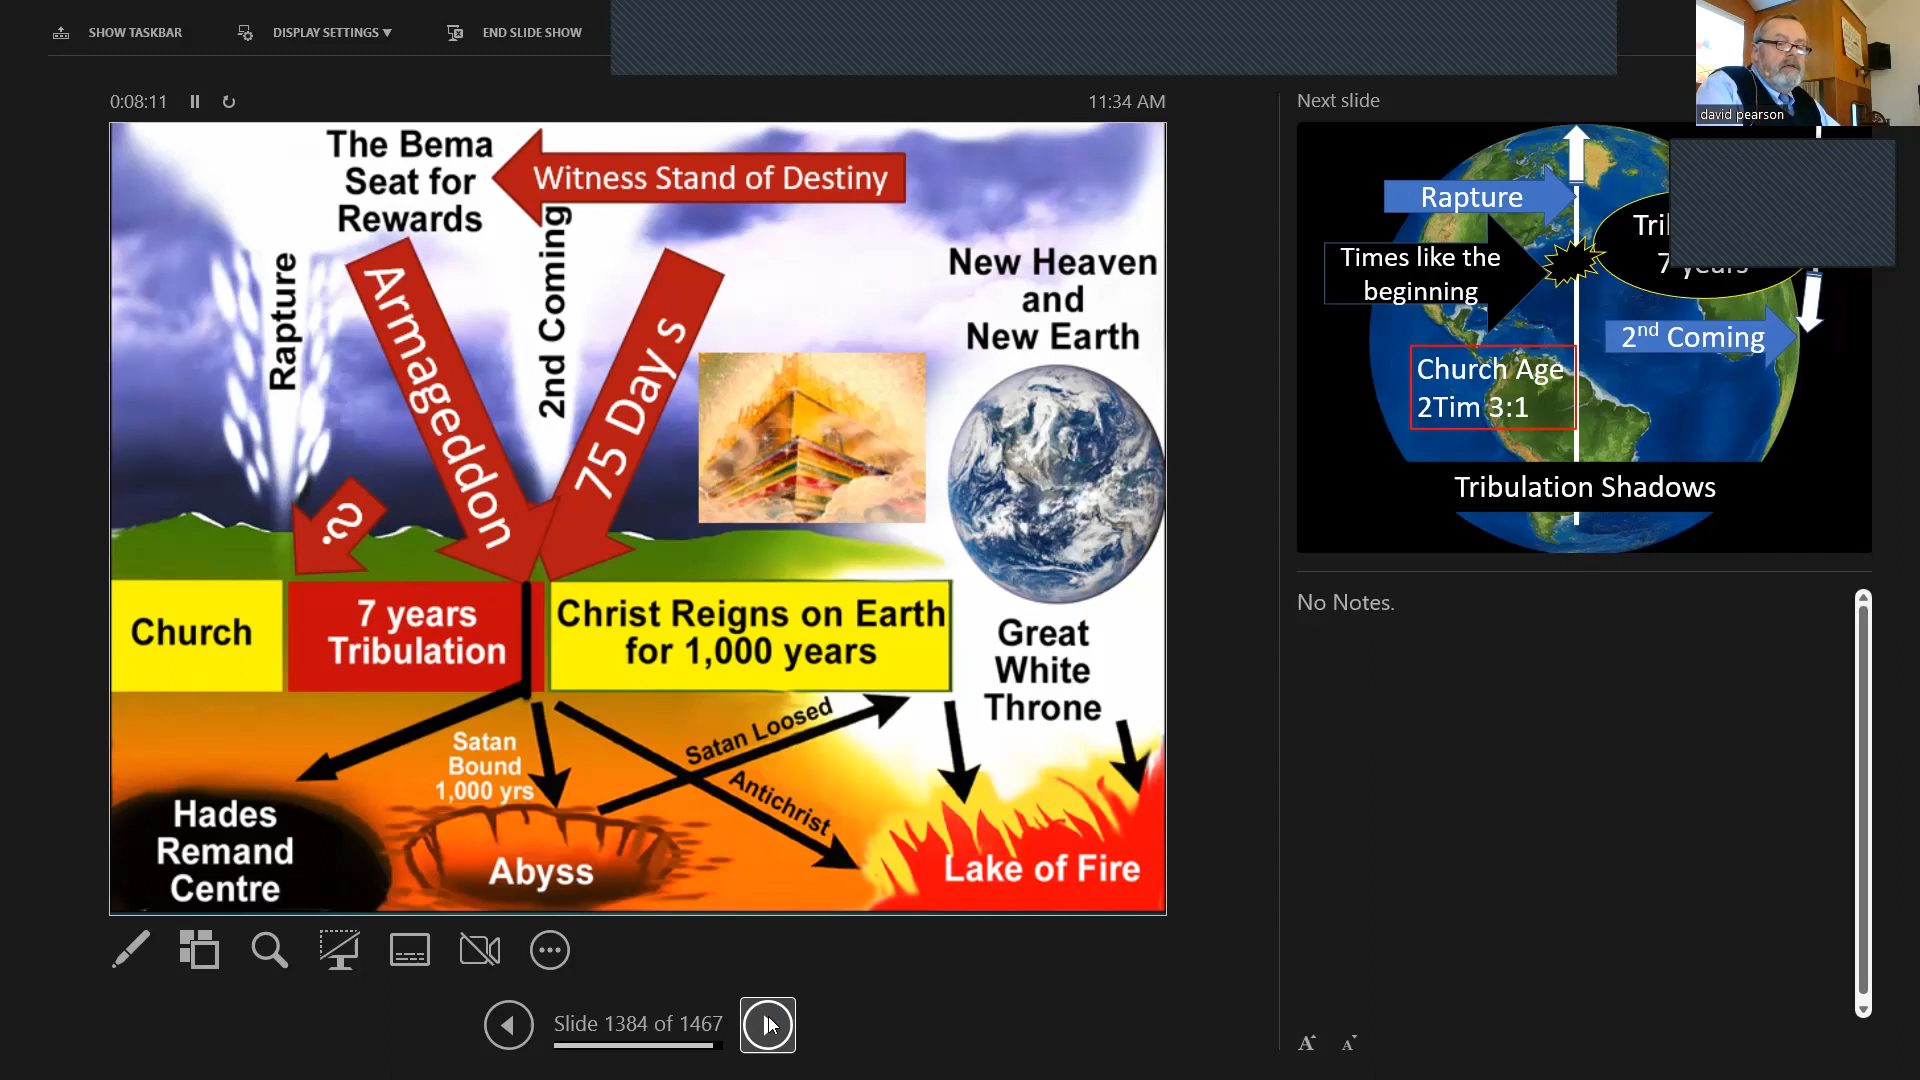 SHOW TASKBAR
DISPLAY SETTINGS ▼
END SLIDE SHOW
0:08:11
11:34 AM
The Bema
Seat for
Rewards
Witness Stand of Destiny
Rapture
Armageddon
2nd Coming
75 Day s
New Heaven
and
New Earth
?
Church
7 years
Tribulation
Christ Reigns on Earth
for 1,000 years
Great
White
Throne
Satan
Bound
1,000 yrs
Satan Loosed
Antichrist
Hades
Remand
Centre
Abyss
Lake of Fire
Slide 1384 of 1467
Next slide
david pearson
Rapture
Times like the
beginning
7 years
2nd Coming
Church Age
2Tim 3:1
Tribulation Shadows
No Notes.
A
A